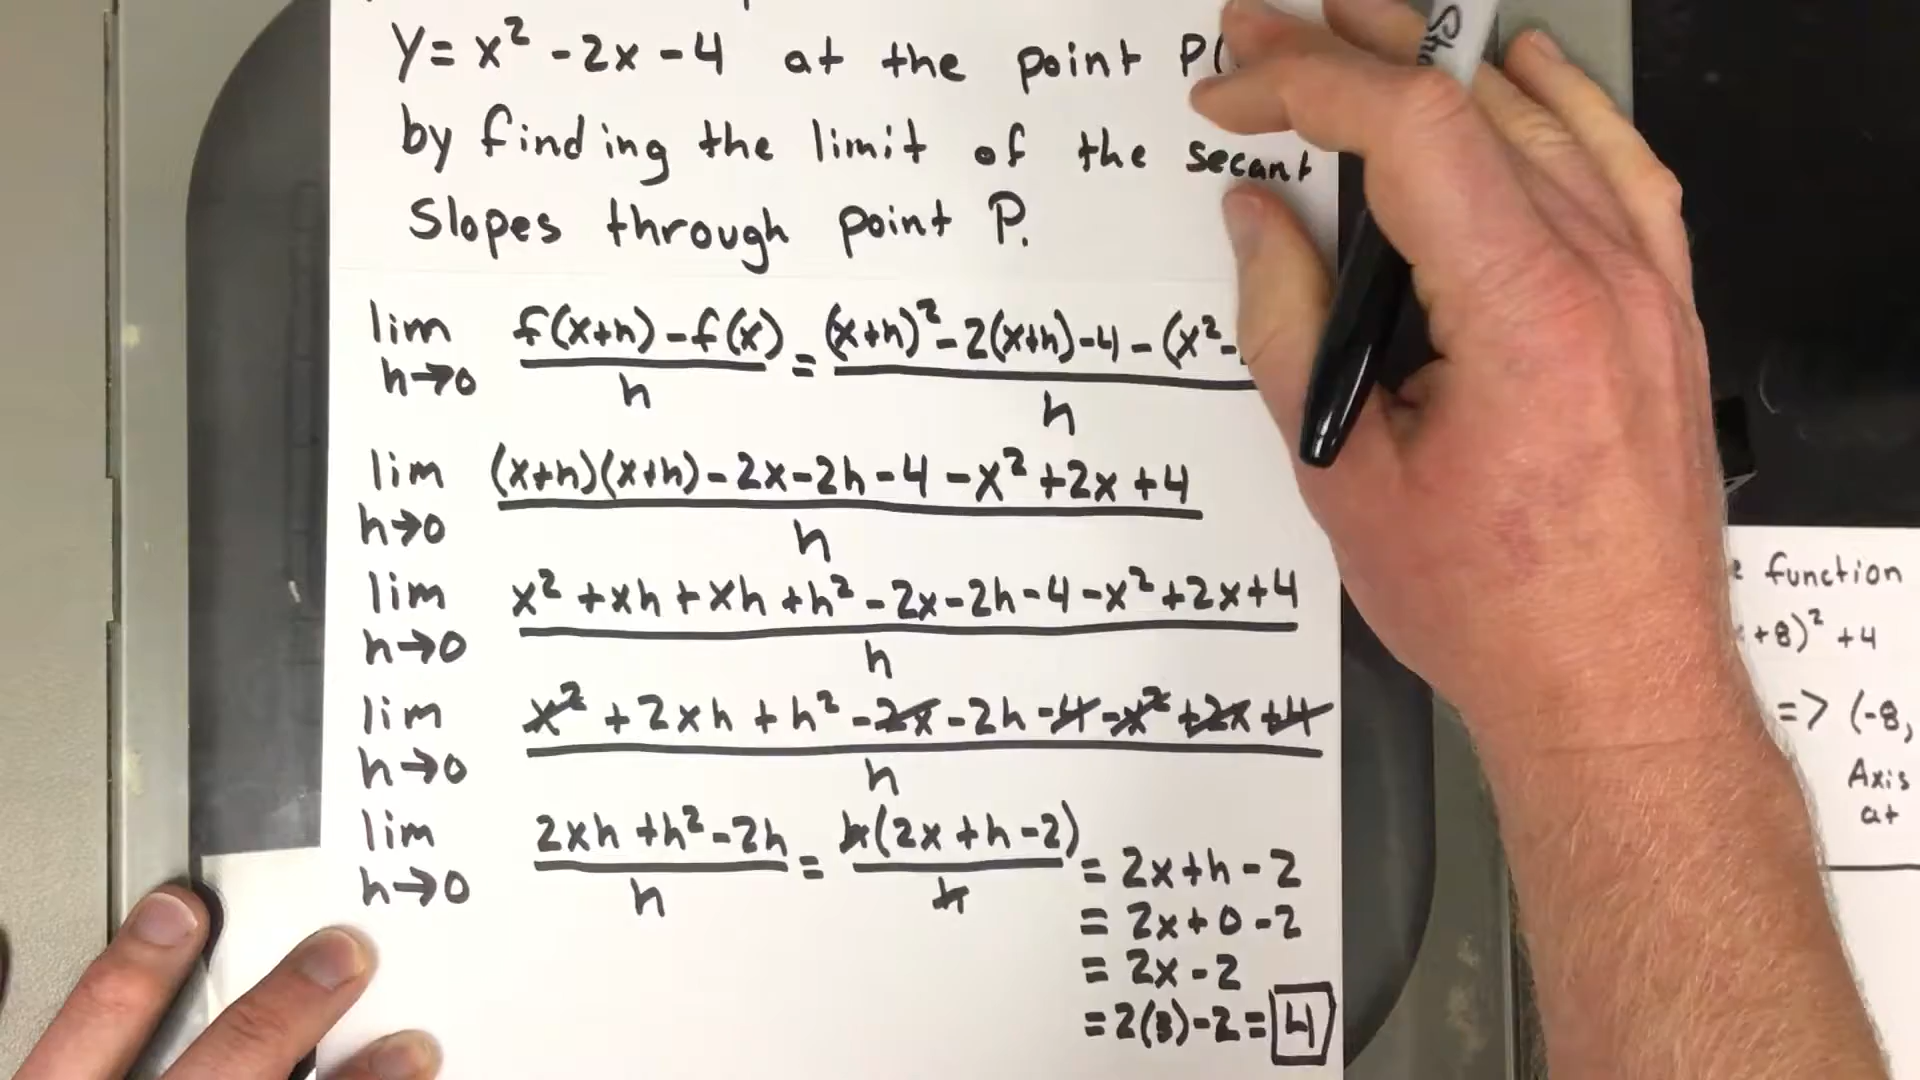 y = x² - 2x - 4 at the point P(
by finding the limit of the secant
slopes through point P.
lim h→0 f(x+h) - f(x) / h = (x+h)² - 2(x+h) - 4 - (x² - / h
lim h→0 (x+h)(x+h) - 2x - 2h - 4 - x² + 2x + 4 / h
lim h→0 x² + xh + xh + h² - 2x - 2h - 4 - x² + 2x + 4 / h
lim h→0 x² + 2xh + h² - 2x - 2h - 4 - x² + 2x + 4 / h
lim h→0 2xh + h² - 2h / h = h(2x + h - 2) / h = 2x + h - 2
= 2x + 0 - 2
= 2x - 2
= 2(3) - 2 = 4
function
+8)² + 4
=> (-8,
Axis
at